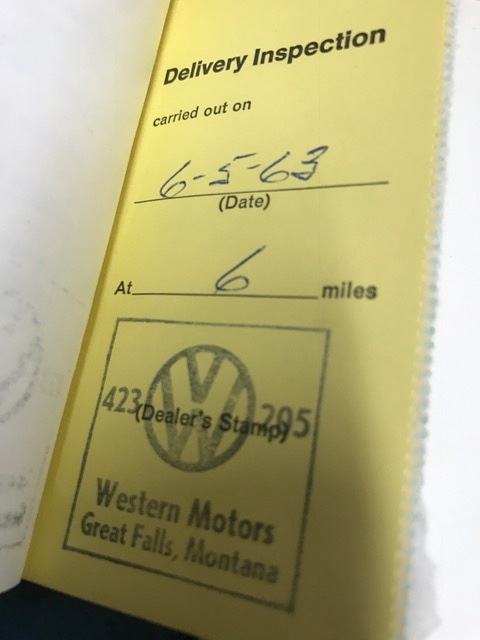 Delivery Inspection
carried out on
6-5-63
(Date)
At 6 miles
423 (Dealer's Stamp) 295
Western Motors
Great Falls, Montana